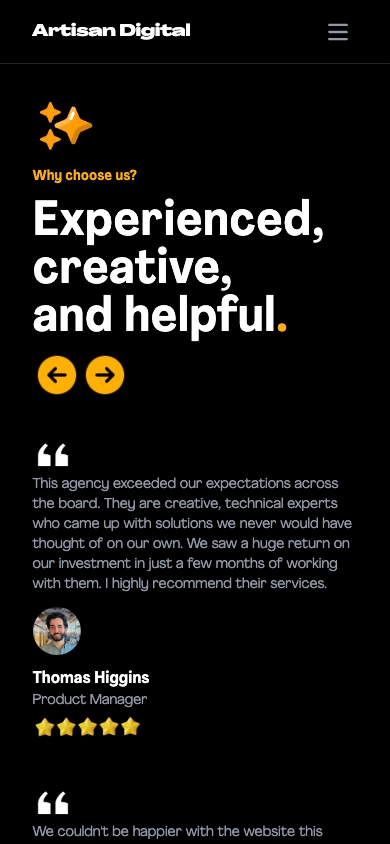 Artisan Digital
Why choose us?
Experienced,
creative,
and helpful.
This agency exceeded our expectations across
the board. They are creative, technical experts
who came up with solutions we never would have
thought of on our own. We saw a huge return on
our investment in just a few months of working
with them. I highly recommend their services.
Thomas Higgins
Product Manager
We couldn't be happier with the website this